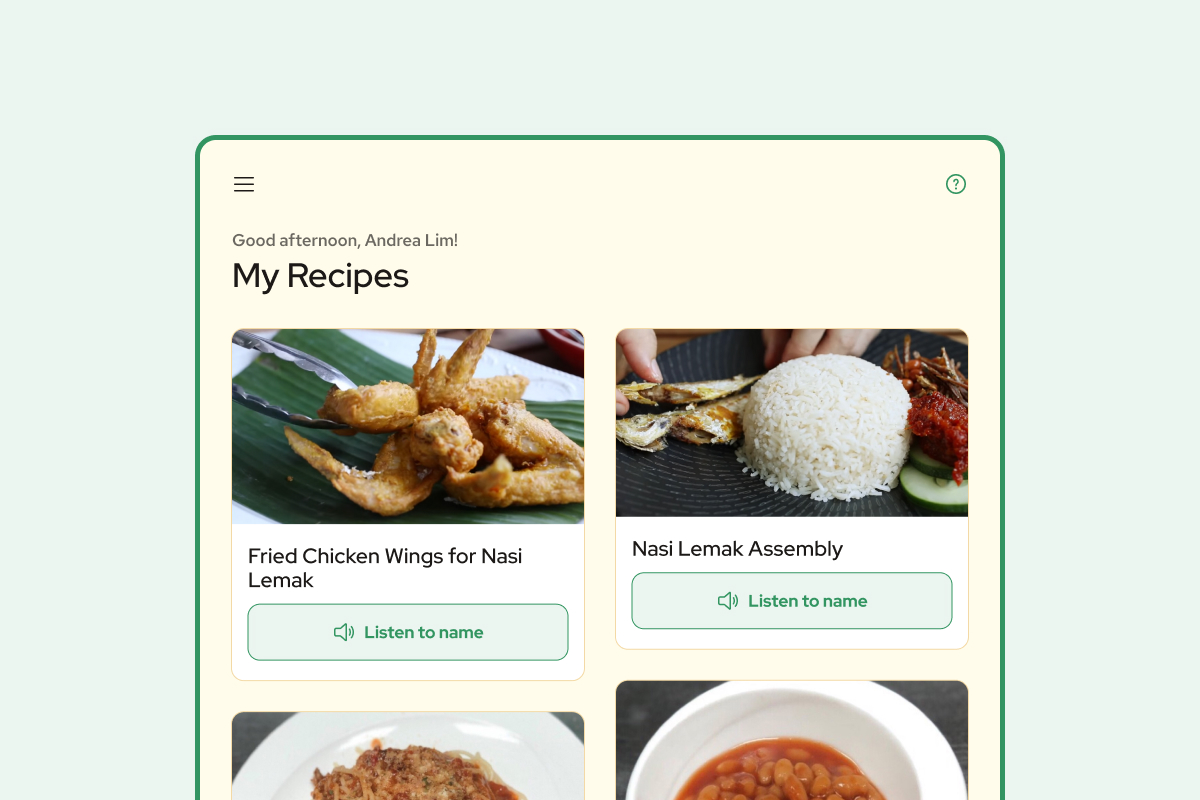 Good afternoon, Andrea Lim!
My Recipes
Fried Chicken Wings for Nasi
Lemak
Listen to name
Nasi Lemak Assembly
Listen to name